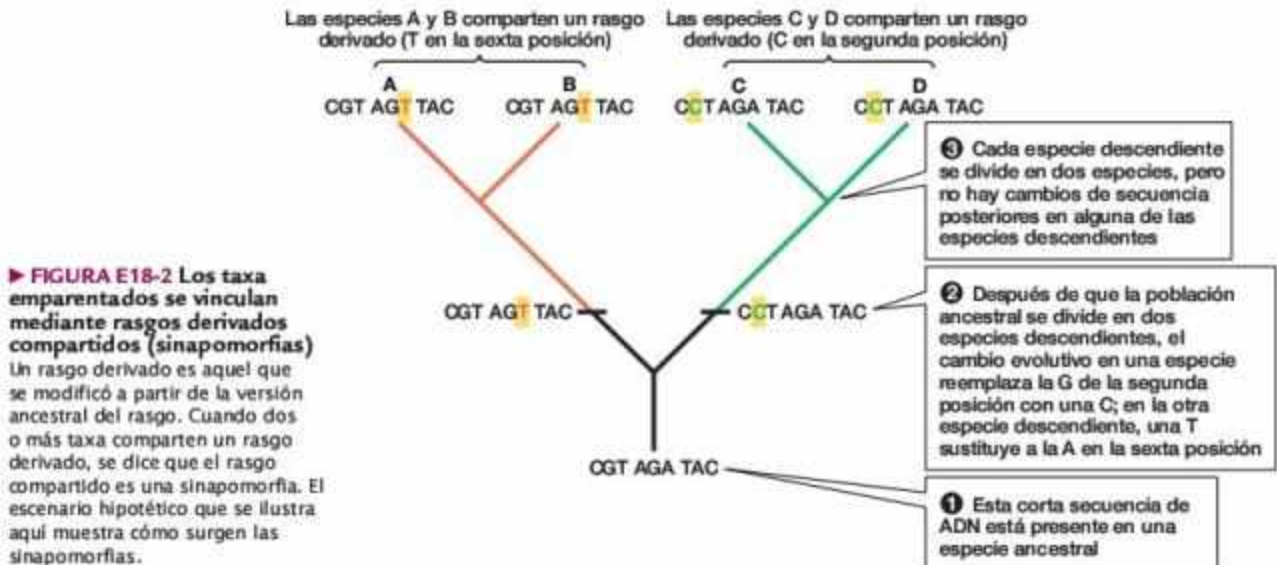 Las especies A y B comparten un rasgo
derivado (T en la sexta posición)
Las especies C y D comparten un rasgo
derivado (C en la segunda posición)
A
B
C
D
CGT AGT TAC
CGT AGT TAC
CCT AGA TAC
CCT AGA TAC
❸ Cada especie descendiente
se divide en dos especies, pero
no hay cambios de secuencia
posteriores en alguna de las
especies descendientes
CGT AGT TAC
CCT AGA TAC
❷ Después de que la población
ancestral se divide en dos
especies descendientes, el
cambio evolutivo en una especie
reemplaza la G de la segunda
posición con una C; en la otra
especie descendiente, una T
sustituye a la A en la sexta posición
CGT AGA TAC
❶ Esta corta secuencia de
ADN está presente en una
especie ancestral
▶ FIGURA E18-2 Los taxa
emparentados se vinculan
mediante rasgos derivados
compartidos (sinapomorfias)
Un rasgo derivado es aquel que
se modificó a partir de la versión
ancestral del rasgo. Cuando dos
o más taxa comparten un rasgo
derivado, se dice que el rasgo
compartido es una sinapomorfia. El
escenario hipotético que se ilustra
aquí muestra cómo surgen las
sinapomorfias.